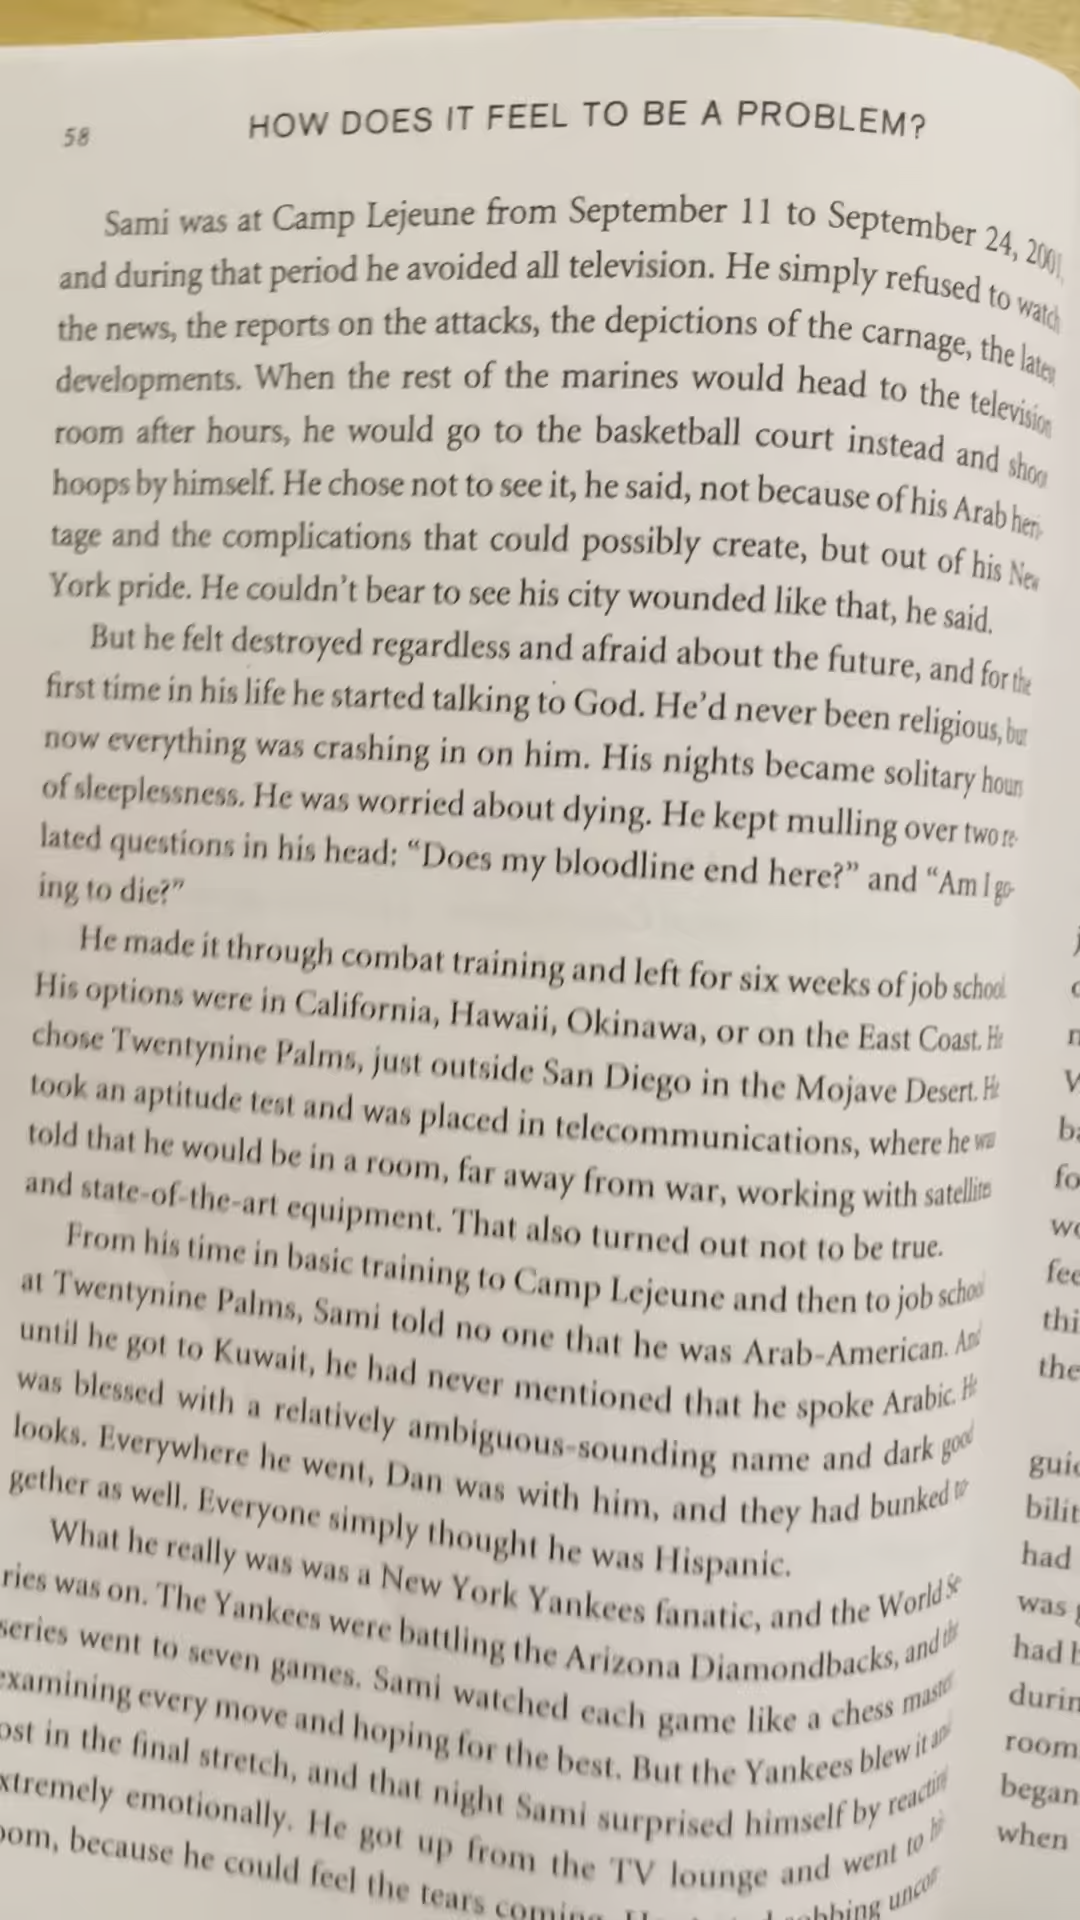 58
HOW DOES IT FEEL TO BE A PROBLEM?
Sami was at Camp Lejeune from September 11 to September 24, 2001,
and during that period he avoided all television. He simply refused to watch
the news, the reports on the attacks, the depictions of the carnage, the latest
developments. When the rest of the marines would head to the television
room after hours, he would go to the basketball court instead and shoot
hoops by himself. He chose not to see it, he said, not because of his Arab heri-
tage and the complications that could possibly create, but out of his New
York pride. He couldn't bear to see his city wounded like that, he said.
But he felt destroyed regardless and afraid about the future, and for the
first time in his life he started talking to God. He'd never been religious, but
now everything was crashing in on him. His nights became solitary hours
of sleeplessness. He was worried about dying. He kept mulling over two re-
lated questions in his head: “Does my bloodline end here?” and “Am I go-
ing to die?”
He made it through combat training and left for six weeks of job school.
His options were in California, Hawaii, Okinawa, or on the East Coast. He
chose Twentynine Palms, just outside San Diego in the Mojave Desert. He
took an aptitude test and was placed in telecommunications, where he was
told that he would be in a room, far away from war, working with satellites
and state-of-the-art equipment. That also turned out not to be true.
From his time in basic training to Camp Lejeune and then to job school
at Twentynine Palms, Sami told no one that he was Arab-American. And
until he got to Kuwait, he had never mentioned that he spoke Arabic. He
was blessed with a relatively ambiguous-sounding name and dark good
looks. Everywhere he went, Dan was with him, and they had bunked to-
gether as well. Everyone simply thought he was Hispanic.
What he really was was a New York Yankees fanatic, and the World Se-
ries was on. The Yankees were battling the Arizona Diamondbacks, and the
series went to seven games. Sami watched each game like a chess master
examining every move and hoping for the best. But the Yankees blew it and
ost in the final stretch, and that night Sami surprised himself by reacting
xtremely emotionally. He got up from the TV lounge and went to his
oom, because he could feel the tears coming.
guid
bilit
had
was
had
durin
room
began
when